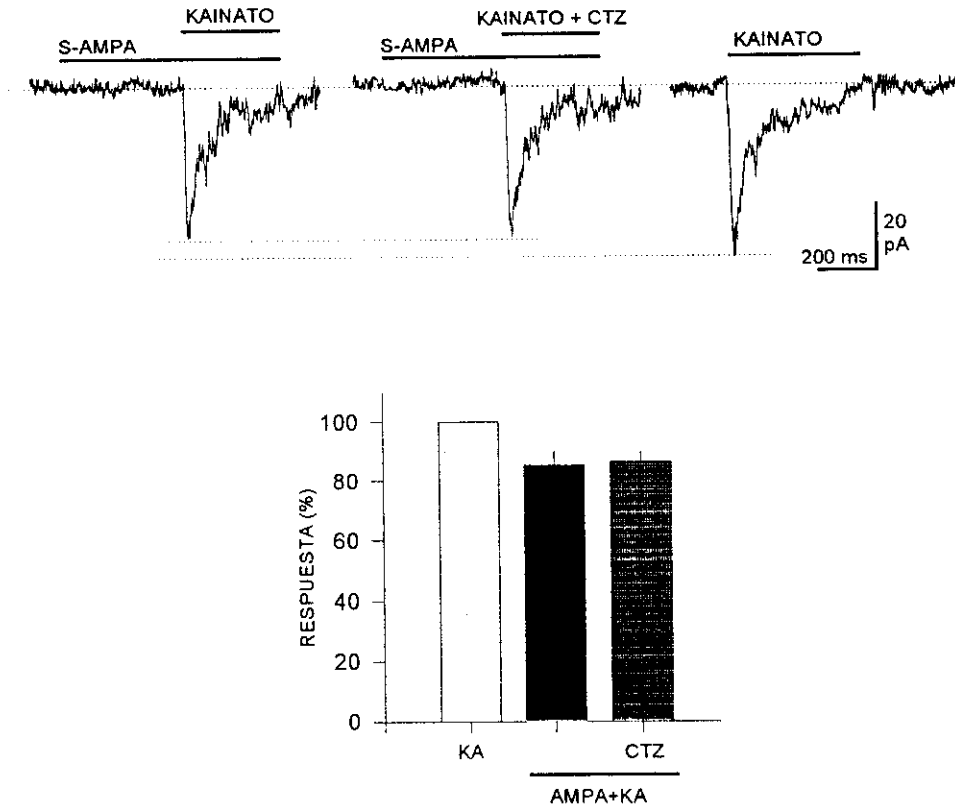 KAINATO
S-AMPA
KAINATO + CTZ
S-AMPA
KAINATO
20
pA
200 ms
100
80
60
40
20
0
RESPUESTA (%)
KA
CTZ
AMPA+KA